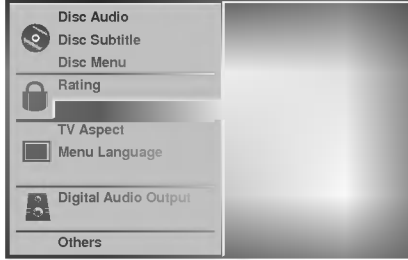 Disc Audio
Disc Subtitle
Disc Menu
Rating
TV Aspect
Menu Language
Digital Audio Output
Others